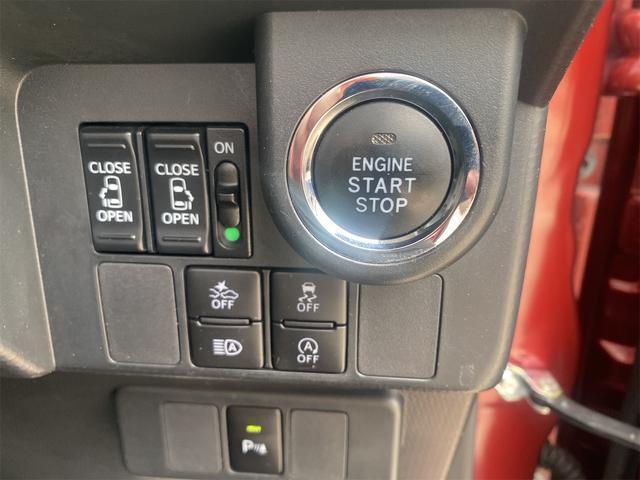 ON
CLOSE
OPEN
CLOSE
OPEN
ENGINE
START
STOP
OFF
OFF
A
A
OFF
P